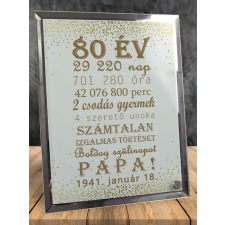 80 ÉV
29 220 nap
701 280 óra
42 076 800 perc
2 csodás gyermek
4 szerető unoka
SZÁMTALAN
IZGALMAS TÖRTÉNET
Boldog szülinapot
PAPA!
1941. január 18.